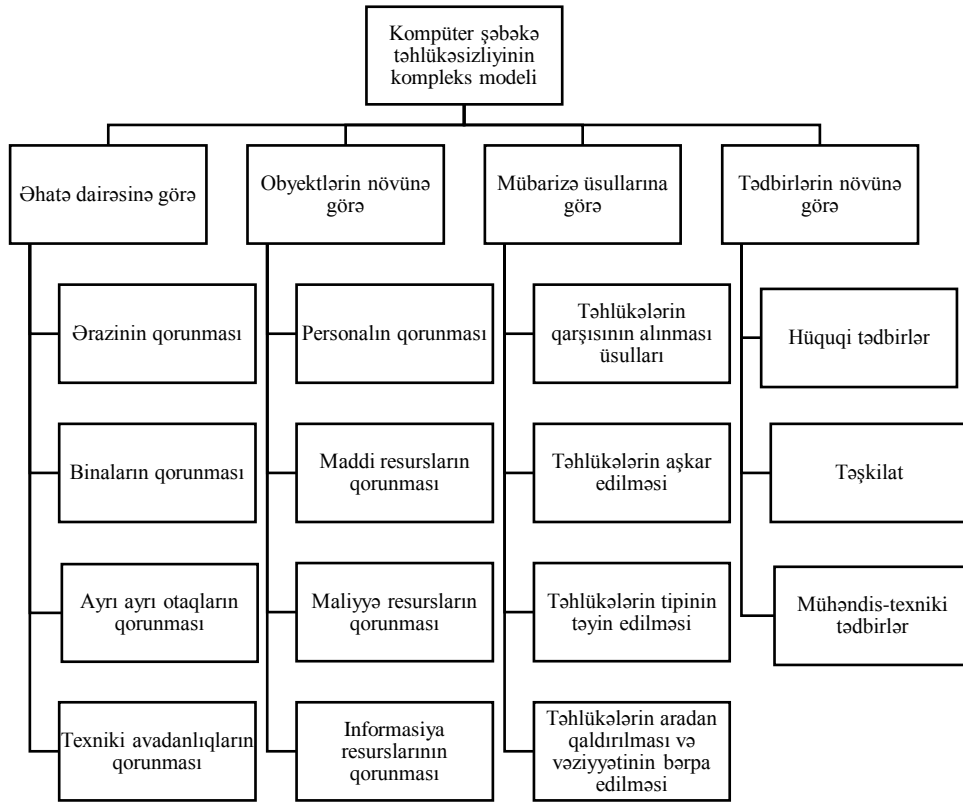 Kompüter şəbəkə
təhlükəsizliyinin
kompleks modeli
Əhatə dairəsinə görə
Obyektlərin növünə
görə
Mübarizə üsullarına
görə
Tədbirlərin növünə
görə
Ərazinin qorunması
Personalın qorunması
Təhlükələrin
qarşısının alınması
üsulları
Hüquqi tədbirlər
Binaların qorunması
Maddi resursların
qorunması
Təhlükələrin aşkar
edilməsi
Təşkilat
Ayrı ayrı otaqların
qorunması
Maliyyə resursların
qorunması
Təhlükələrin tipinin
təyin edilməsi
Mühəndis-texniki
tədbirlər
Texniki avadanlıqların
qorunması
Informasiya
resurslarının
qorunması
Təhlükələrin aradan
qaldırılması və
vəziyyətinin bərpa
edilməsi